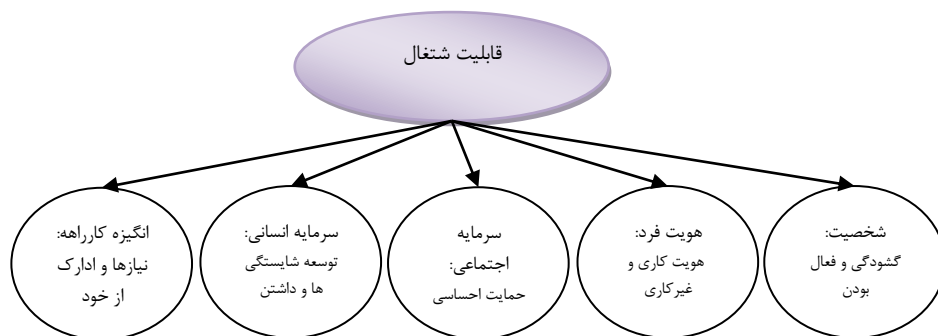 قابلیت شتغال
شخصیت:
گشودگی و فعال
بودن
هویت فرد:
هویت کاری و
غیرکاری
سرمایه
اجتماعی:
حمایت احساسی
سرمایه انسانی:
توسعه شایستگی
ها و داشتن
انگیزه کارراهه:
نیازها و ادارک
از خود